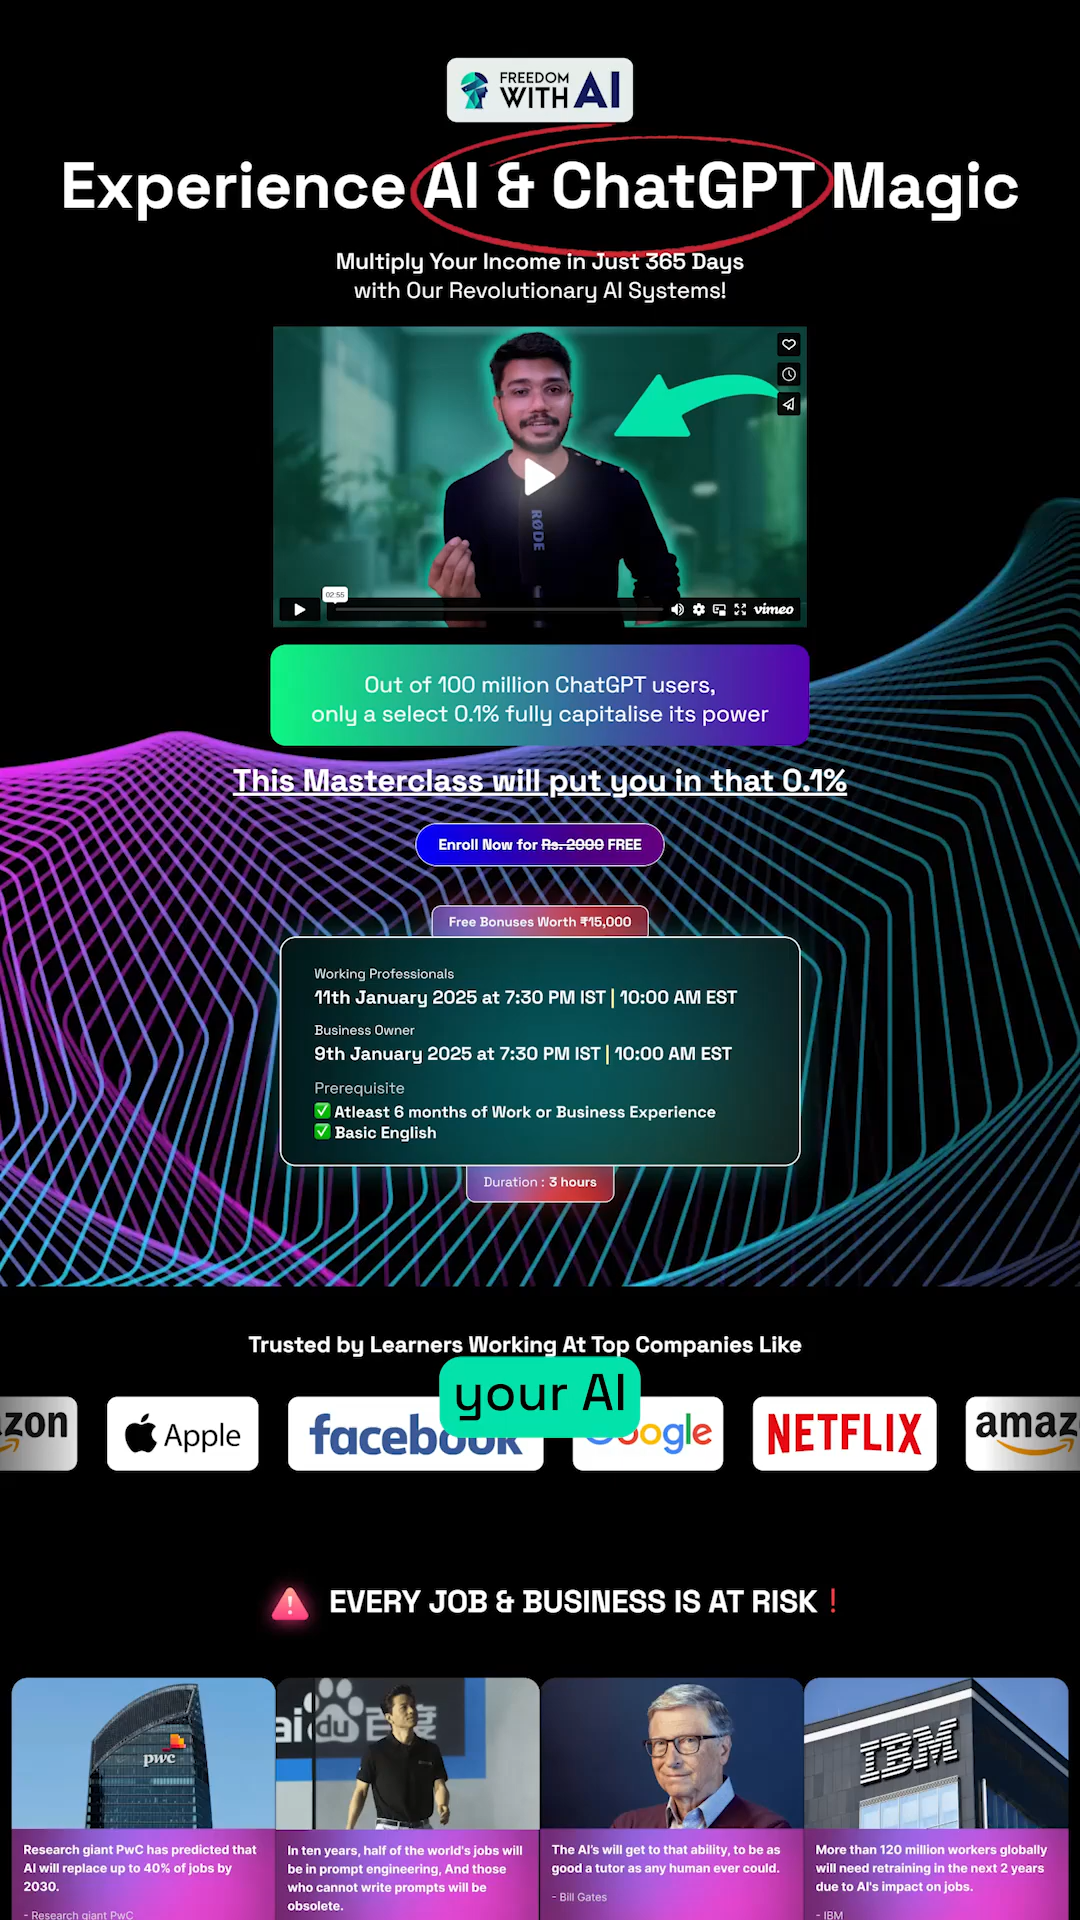 FREEDOM
WITH AI
Experience AI & ChatGPT Magic
Multiply Your Income in Just 365 Days
with Our Revolutionary AI Systems!
RØDE
02:55
vimeo
Out of 100 million ChatGPT users,
only a select 0.1% fully capitalise its power
This Masterclass will put you in that 0.1%
Enroll Now for Rs. 2000 FREE
Free Bonuses Worth ₹15,000
Working Professionals
11th January 2025 at 7:30 PM IST | 10:00 AM EST
Business Owner
9th January 2025 at 7:30 PM IST | 10:00 AM EST
Prerequisite
✅ Atleast 6 months of Work or Business Experience
✅ Basic English
Duration : 3 hours
Trusted by Learners Working At Top Companies Like
your AI
zon Apple facebook Google NETFLIX amaz
EVERY JOB & BUSINESS IS AT RISK !
pwc
ai du 百度
IBM
Research giant PwC has predicted that
AI will replace up to 40% of jobs by
2030.
- Research giant PwC
In ten years, half of the world's jobs will
be in prompt engineering, And those
who cannot write prompts will be
obsolete.
The AI's will get to that ability, to be as
good a tutor as any human ever could.
- Bill Gates
More than 120 million workers globally
will need retraining in the next 2 years
due to AI's impact on jobs.
- IBM